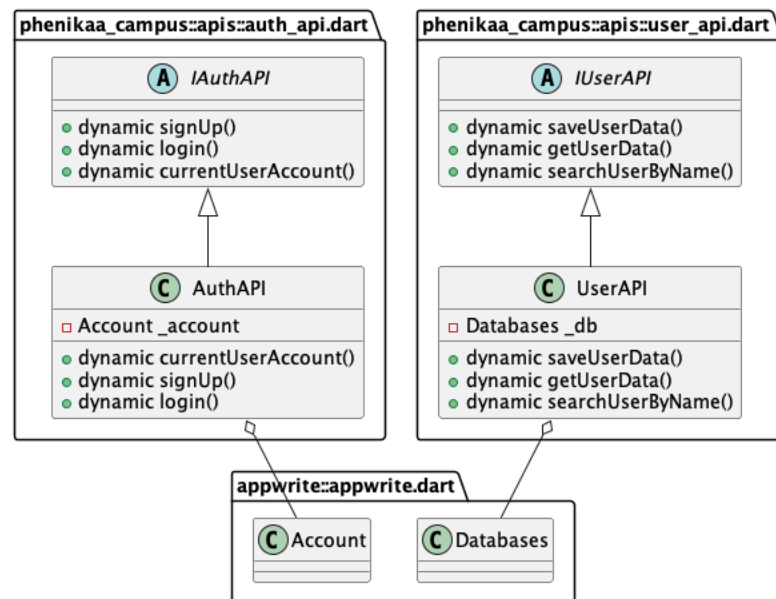 phenikaa_campus::apis::auth_api.dart
A IAuthAPI
dynamic signUp()
dynamic login()
dynamic currentUserAccount()
C AuthAPI
Account _account
dynamic currentUserAccount()
dynamic signUp()
dynamic login()
phenikaa_campus::apis::user_api.dart
A IUserAPI
dynamic saveUserData()
dynamic getUserData()
dynamic searchUserByName()
C UserAPI
Databases _db
dynamic saveUserData()
dynamic getUserData()
dynamic searchUserByName()
appwrite::appwrite.dart
C Account
C Databases